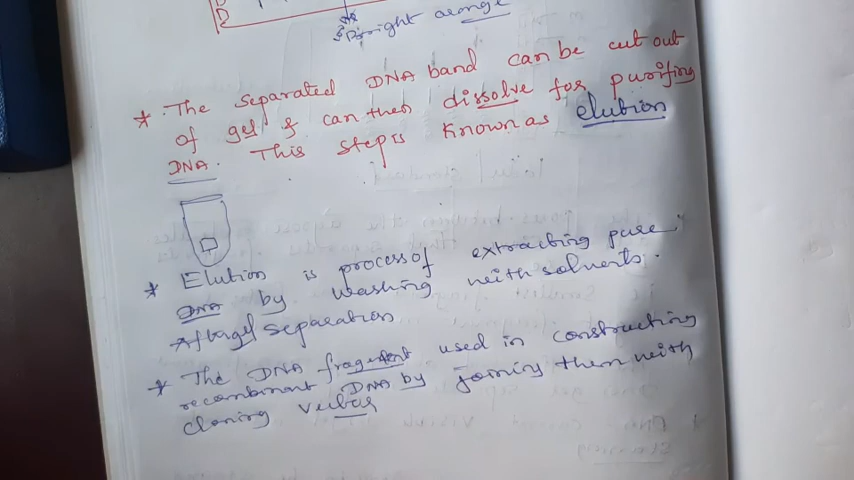 Bright orange
* The separated DNA band can be cut out
of gel & can then dissolve for purifying
DNA. This step is known as elution
* Elution is process of extracting pure
DNA by washing with solvents.
After gel separation
* The DNA fragment used in constructing
recombinant DNA by joining them with
cloning